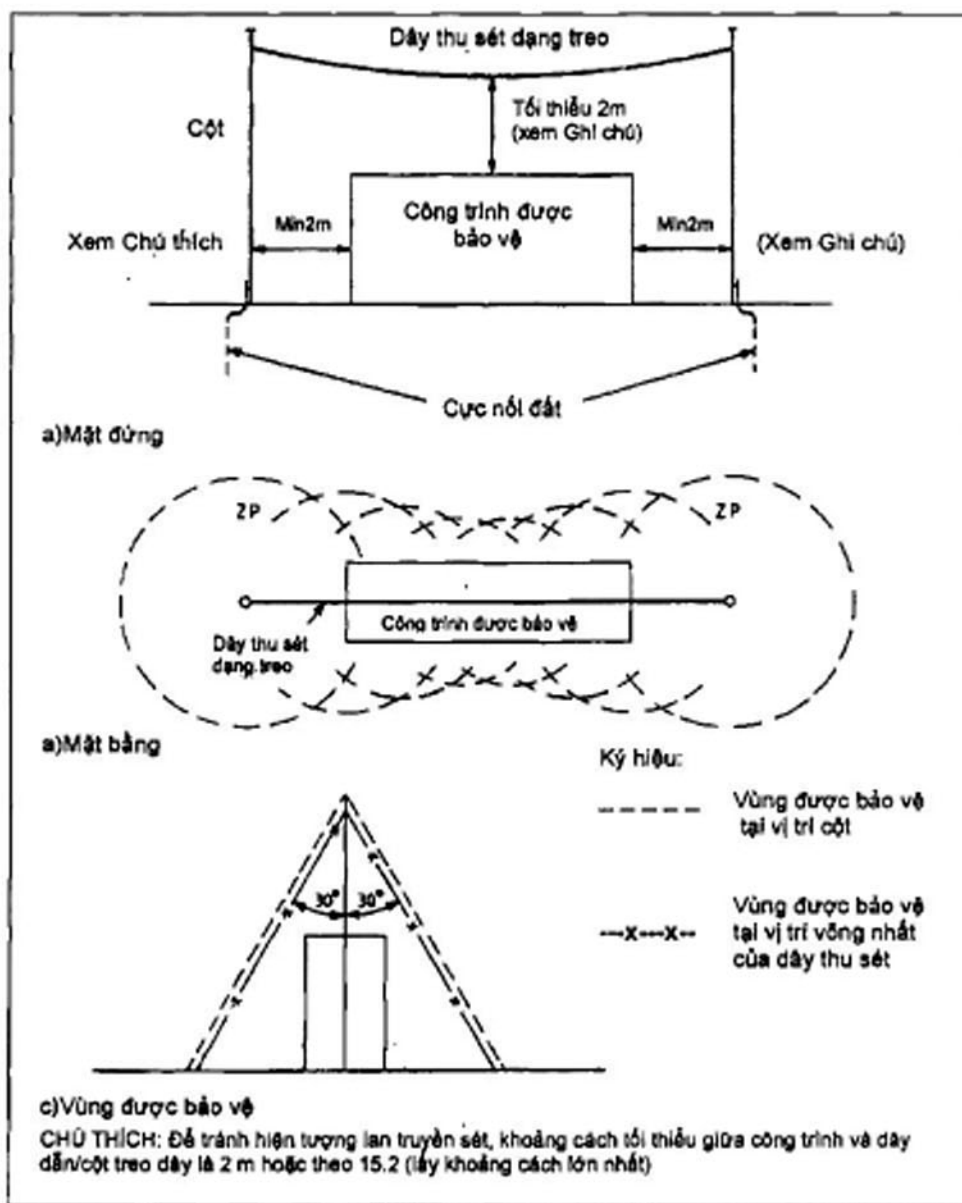 Dây thu sét dạng treo
Cột
Tối thiểu 2m
(xem Ghi chú)
Công trình được
bảo vệ
Min2m
Min2m
Xem Chú thích
(Xem Ghi chú)
Cực nối đất
a)Mặt đứng
ZP
ZP
Công trình được bảo vệ
Dây thu sét
dạng treo
a)Mặt bằng
Ký hiệu:
Vùng được bảo vệ
tại vị trí cột
30° 30°
Vùng được bảo vệ
tại vị trí võng nhất
của dây thu sét
c)Vùng được bảo vệ
CHÚ THÍCH: Để tránh hiện tượng lan truyền sét, khoảng cách tối thiểu giữa công trình và dây
dẫn/cột treo dây là 2 m hoặc theo 15.2 (lấy khoảng cách lớn nhất)